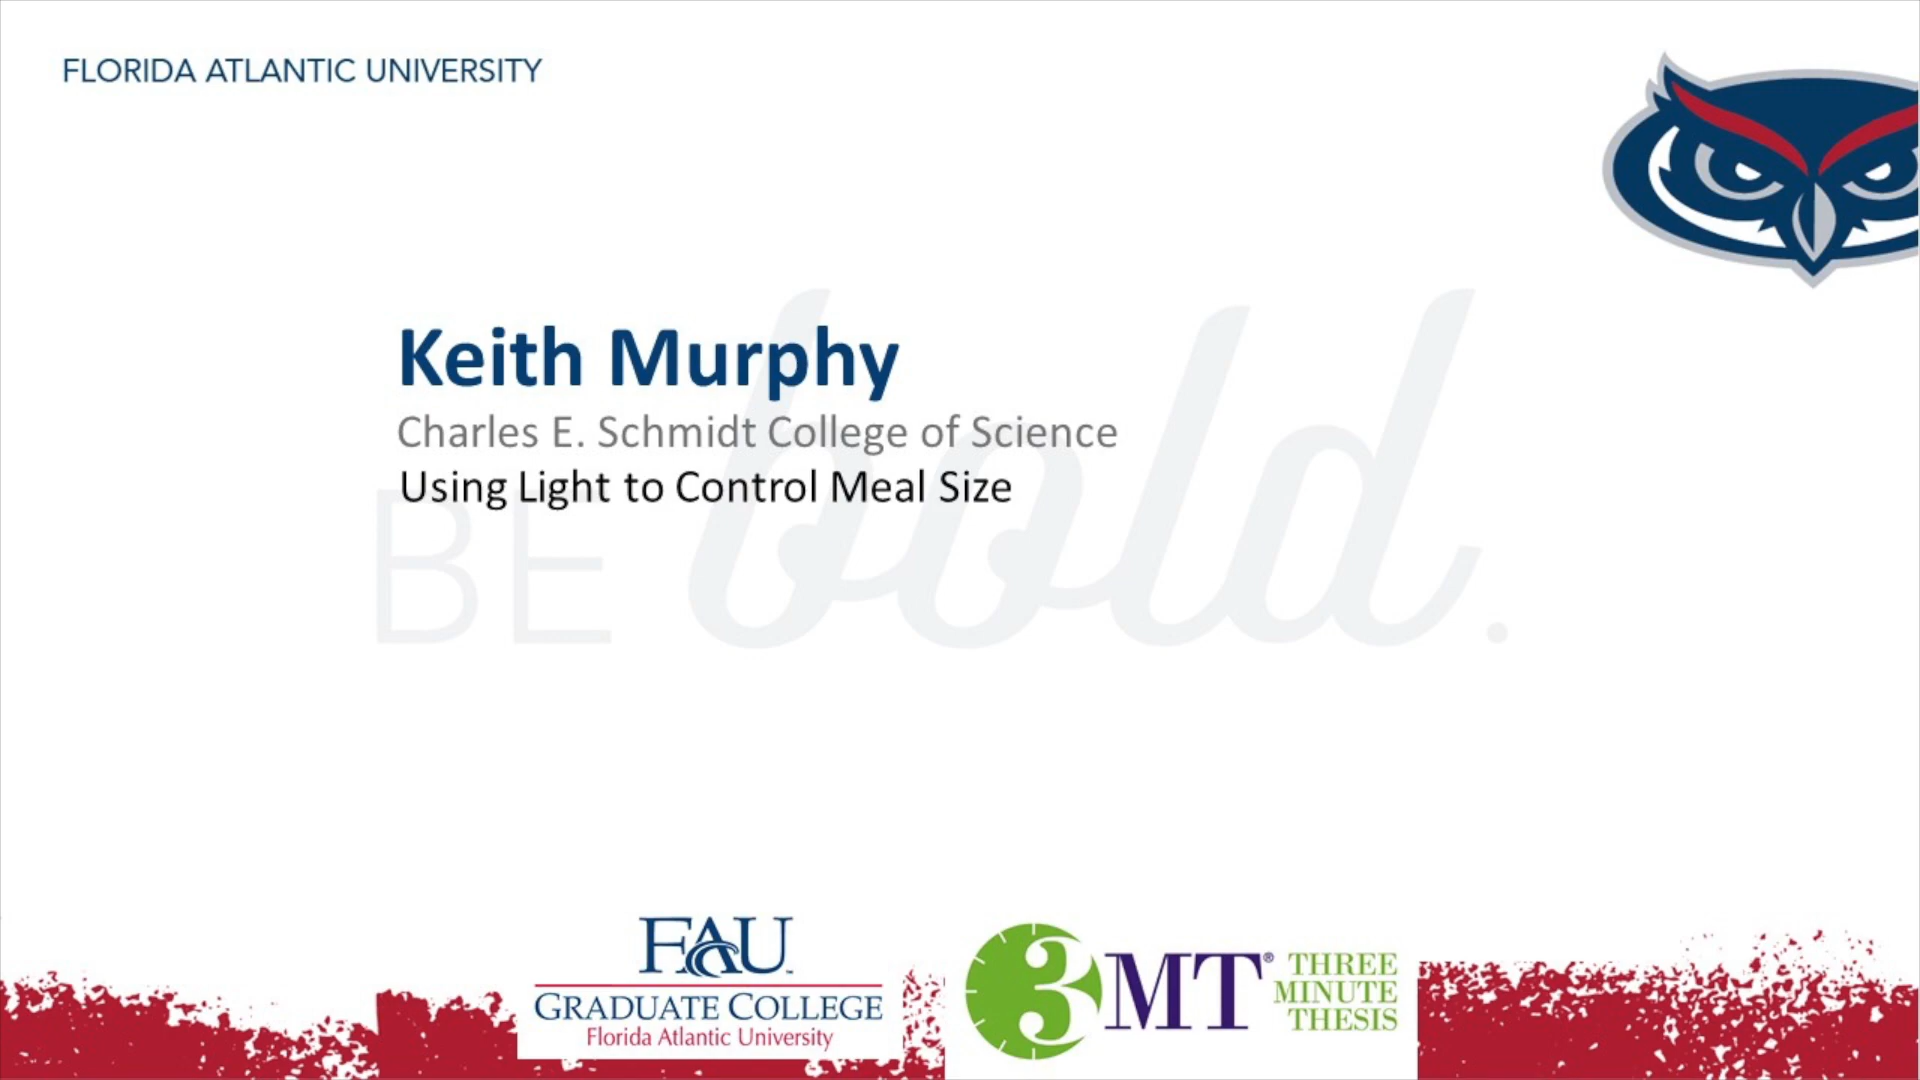 FLORIDA ATLANTIC UNIVERSITY
Keith Murphy
Charles E. Schmidt College of Science
Using Light to Control Meal Size
BE bold.
FAU
GRADUATE COLLEGE
Florida Atlantic University
3MT® THREE
MINUTE
THESIS